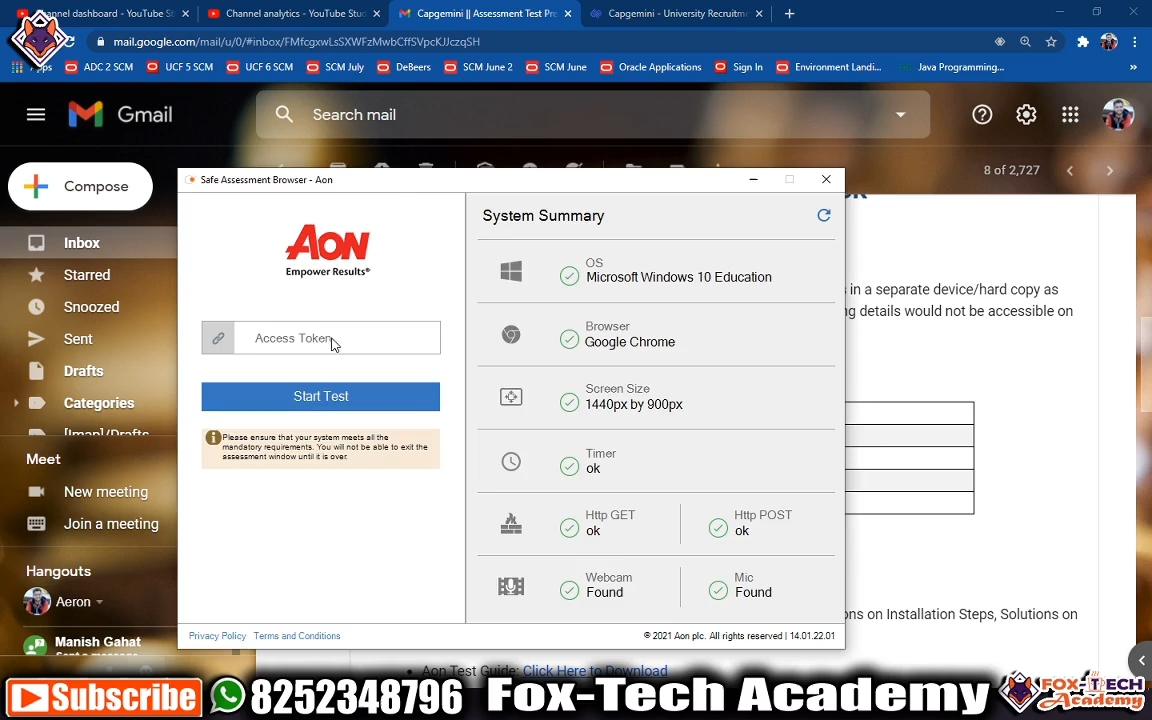 Channel dashboard - YouTube St
Channel analytics - YouTube Stud
Capgemini || Assessment Test Pre
Capgemini - University Recruitme
mail.google.com/mail/u/0/#inbox/FMfcgxwLsSXWFzMwbCffSVpcKJJczqSH
Apps
ADC 2 SCM
UCF 5 SCM
UCF 6 SCM
SCM July
DeBeers
SCM June 2
SCM June
Oracle Applications
Sign In
Environment Landi...
Java Programming...
Gmail
Search mail
Compose
8 of 2,727
Inbox
Starred
Snoozed
Sent
Drafts
Categories
[Imap]/Drafts
Meet
New meeting
Join a meeting
Hangouts
Aeron
Manish Gahat
Safe Assessment Browser - Aon
AON
Empower Results®
Access Token
Start Test
Please ensure that your system meets all the
mandatory requirements. You will not be able to exit the
assessment window until it is over.
System Summary
OS
Microsoft Windows 10 Education
Browser
Google Chrome
Screen Size
1440px by 900px
Timer
ok
Http GET
ok
Http POST
ok
Webcam
Found
Mic
Found
Privacy Policy Terms and Conditions
© 2021 Aon plc. All rights reserved | 14.01.22.01
in a separate device/hard copy as
ng details would not be accessible on
ons on Installation Steps, Solutions on
Aon Test Guide: Click Here to Download
Subscribe
8252348796
Fox-Tech Academy
FOX-TECH
Academy